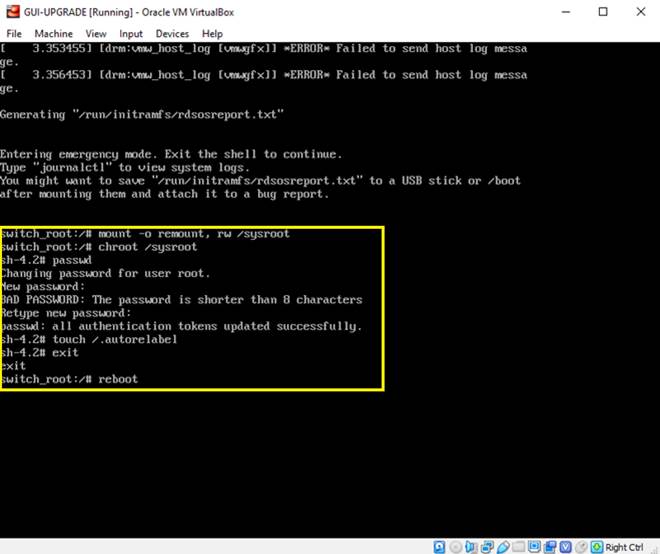 GUI-UPGRADE [Running] - Oracle VM VirtualBox
File Machine View Input Devices Help
[    3.353455] [drm:vmw_host_log [vmwgfx]] *ERROR* Failed to send host log messa
ge.
[    3.356453] [drm:vmw_host_log [vmwgfx]] *ERROR* Failed to send host log messa
ge.
Generating "/run/initramfs/rdsosreport.txt"
Entering emergency mode. Exit the shell to continue.
Type "journalctl" to view system logs.
You might want to save "/run/initramfs/rdsosreport.txt" to a USB stick or /boot
after mounting them and attach it to a bug report.
switch_root:/# mount -o remount, rw /sysroot
switch_root:/# chroot /sysroot
sh-4.2# passwd
Changing password for user root.
New password:
BAD PASSWORD: The password is shorter than 8 characters
Retype new password:
passwd: all authentication tokens updated successfully.
sh-4.2# touch /.autorelabel
sh-4.2# exit
exit
switch_root:/# reboot
Right Ctrl